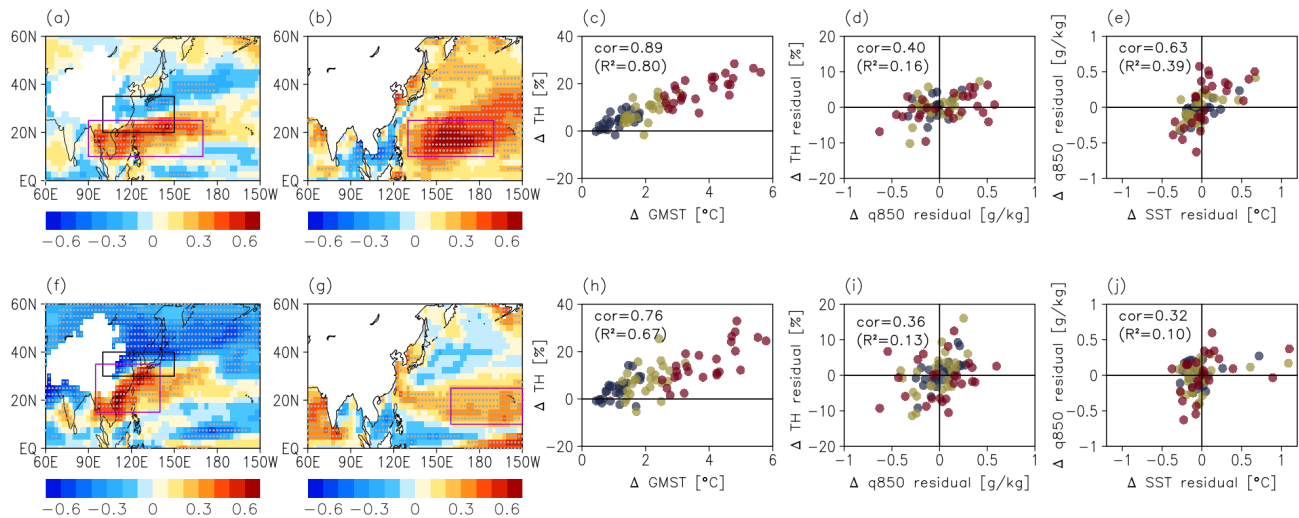 (a) (b) (c) (d) (e)
60N 40N 20N EQ
60E 90E 120E 150E 180 150W
−0.6 −0.3 0 0.3 0.6
60N 40N 20N EQ
60E 90E 120E 150E 180 150W
−0.6 −0.3 0 0.3 0.6
cor=0.89
(R²=0.80)
Δ TH [%]
40 20 0 −20
0 2 4 6
Δ GMST [°C]
cor=0.40
(R²=0.16)
Δ TH residual [%]
20 10 0 −10 −20
−1 −0.5 0 0.5 1
Δ q850 residual [g/kg]
cor=0.63
(R²=0.39)
Δ q850 residual [g/kg]
1 0.5 0 −0.5 −1
−1 −0.5 0 0.5 1
Δ SST residual [°C]
(f) (g) (h) (i) (j)
60N 40N 20N EQ
60E 90E 120E 150E 180 150W
−0.6 −0.3 0 0.3 0.6
60N 40N 20N EQ
60E 90E 120E 150E 180 150W
−0.6 −0.3 0 0.3 0.6
cor=0.76
(R²=0.67)
Δ TH [%]
40 20 0 −20
0 2 4 6
Δ GMST [°C]
cor=0.36
(R²=0.13)
Δ TH residual [%]
20 10 0 −10 −20
−1 −0.5 0 0.5 1
Δ q850 residual [g/kg]
cor=0.32
(R²=0.10)
Δ q850 residual [g/kg]
1 0.5 0 −0.5 −1
−1 −0.5 0 0.5 1
Δ SST residual [°C]